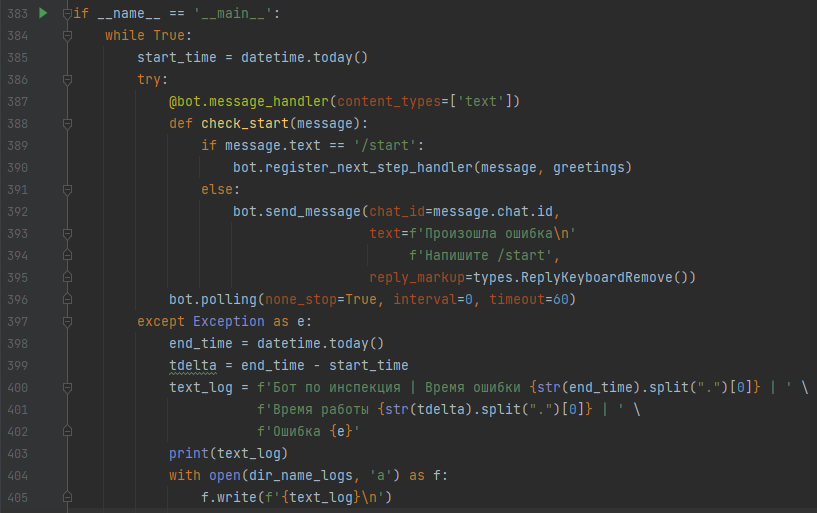 383 if __name__ == '__main__':
384     while True:
385         start_time = datetime.today()
386         try:
387             @bot.message_handler(content_types=['text'])
388             def check_start(message):
389                 if message.text == '/start':
390                     bot.register_next_step_handler(message, greetings)
391                 else:
392                     bot.send_message(chat_id=message.chat.id,
393                                      text=f'Произошла ошибка\n'
394                                           f'Напишите /start',
395                                      reply_markup=types.ReplyKeyboardRemove())
396             bot.polling(none_stop=True, interval=0, timeout=60)
397         except Exception as e:
398             end_time = datetime.today()
399             tdelta = end_time - start_time
400             text_log = f'Бот по инспекция | Время ошибки {str(end_time).split(".")[0]} | ' \
401                        f'Время работы {str(tdelta).split(".")[0]} | ' \
402                        f'Ошибка {e}'
403             print(text_log)
404             with open(dir_name_logs, 'a') as f:
405                 f.write(f'{text_log}\n')